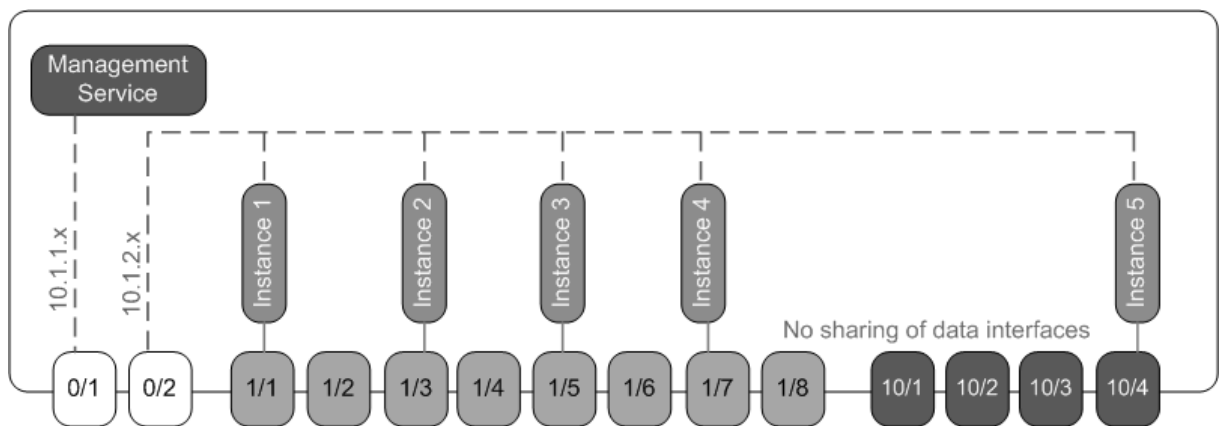 Management
Service
10.1.1.x
10.1.2.x
Instance 1
Instance 2
Instance 3
Instance 4
Instance 5
No sharing of data interfaces
0/1
0/2
1/1
1/2
1/3
1/4
1/5
1/6
1/7
1/8
10/1
10/2
10/3
10/4